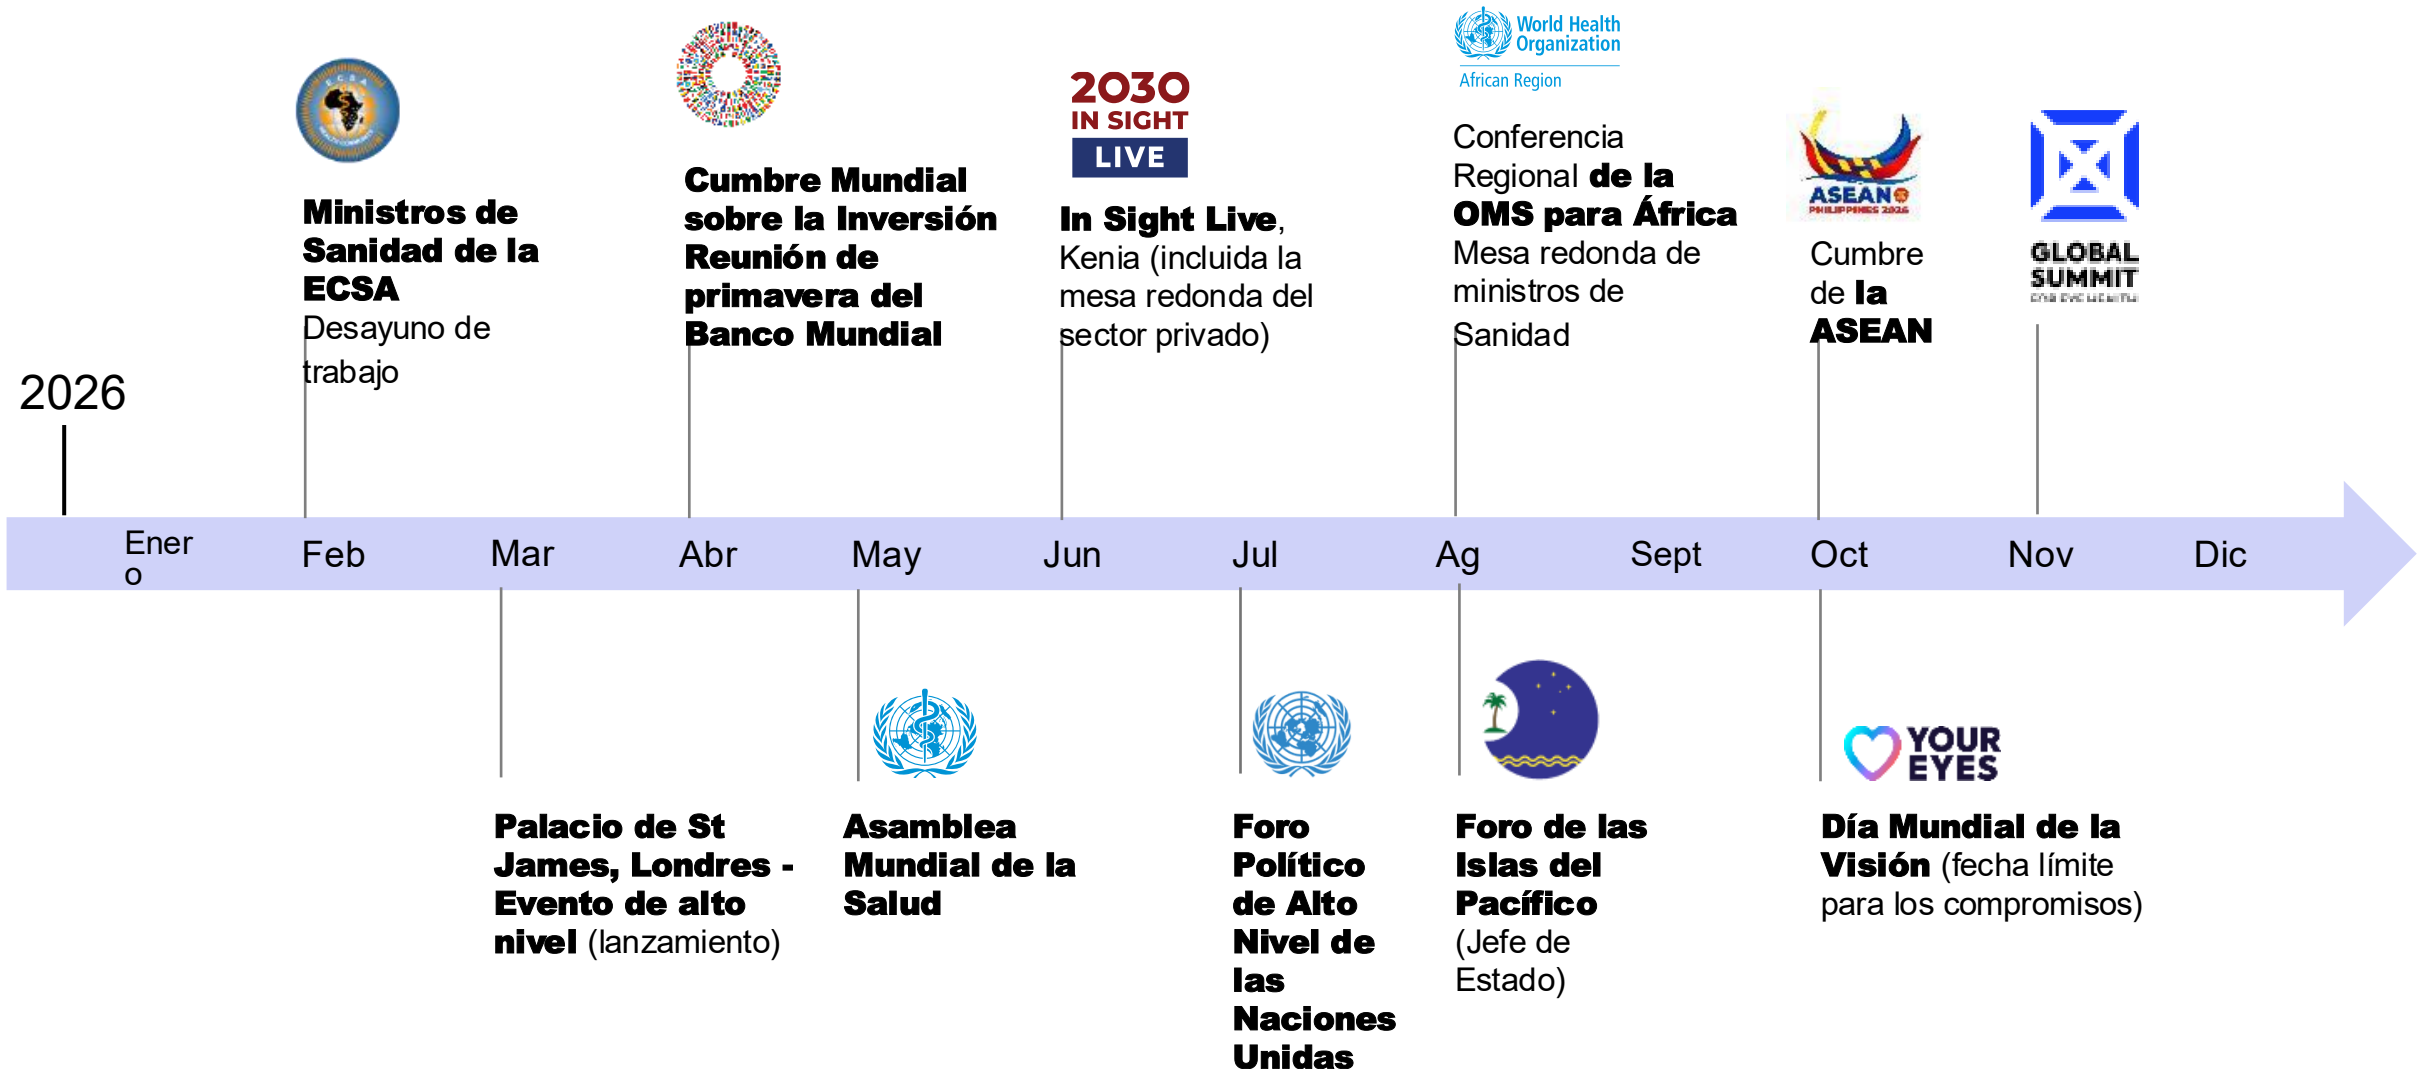 2026
ECSA
Ministros de
Sanidad de la
ECSA
Desayuno de
trabajo
Cumbre Mundial
sobre la Inversión
Reunión de
primavera del
Banco Mundial
2030
IN SIGHT
LIVE
In Sight Live,
Kenia (incluida la
mesa redonda del
sector privado)
World Health
Organization
African Region
Conferencia
Regional de la
OMS para África
Mesa redonda de
ministros de
Sanidad
ASEAN
PHILIPPINES 2026
Cumbre
de la
ASEAN
GLOBAL
SUMMIT
FOR EYE HEALTH
Ener
o
Feb
Mar
Abr
May
Jun
Jul
Ag
Sept
Oct
Nov
Dic
Palacio de St
James, Londres -
Evento de alto
nivel (lanzamiento)
Asamblea
Mundial de la
Salud
Foro
Político
de Alto
Nivel de
las
Naciones
Unidas
Foro de las
Islas del
Pacífico
(Jefe de
Estado)
YOUR
EYES
Día Mundial de la
Visión (fecha límite
para los compromisos)